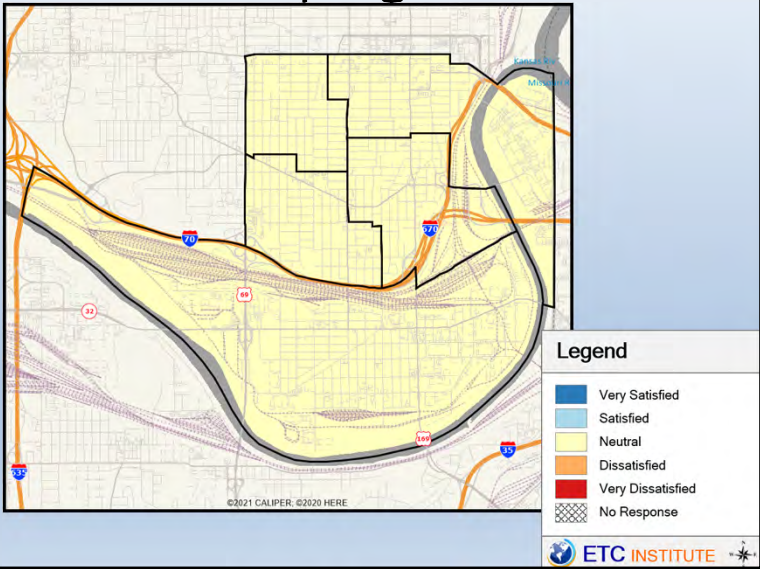 Kansas
Missouri
70
670
69
32
169
35
635
©2021 CALIPER; ©2020 HERE
Legend
Very Satisfied
Satisfied
Neutral
Dissatisfied
Very Dissatisfied
No Response
ETC INSTITUTE